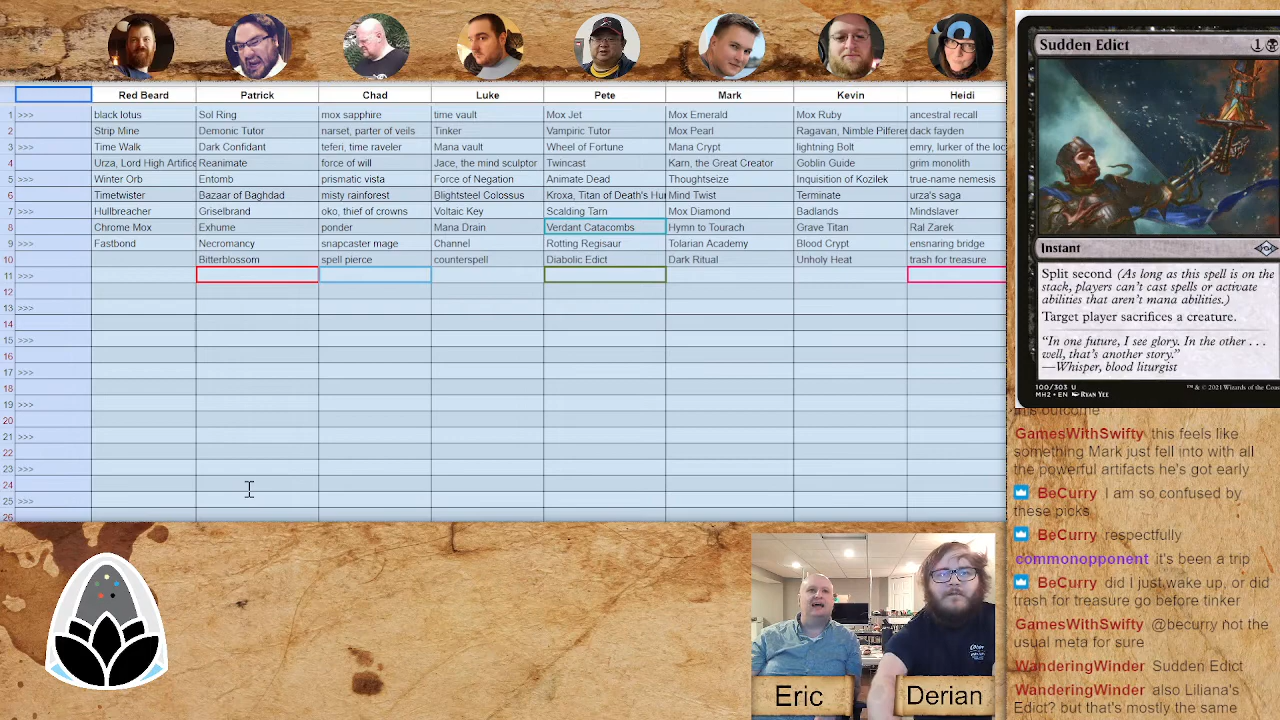 Red Beard Patrick Chad Luke Pete Mark Kevin Heidi
1 >>> black lotus Sol Ring mox sapphire time vault Mox Jet Mox Emerald Mox Ruby ancestral recall
2 Strip Mine Demonic Tutor narset, parter of veils Tinker Vampiric Tutor Mox Pearl Ragavan, Nimble Pilferer dack fayden
3 >>> Time Walk Dark Confidant teferi, time raveler Mana vault Wheel of Fortune Mana Crypt lightning Bolt emry, lurker of the loc
4 Urza, Lord High Artifice Reanimate force of will Jace, the mind sculptor Twincast Karn, the Great Creator Goblin Guide grim monolith
5 >>> Winter Orb Entomb prismatic vista Force of Negation Animate Dead Thoughtseize Inquisition of Kozilek true-name nemesis
6 Timetwister Bazaar of Baghdad misty rainforest Blightsteel Colossus Kroxa, Titan of Death's Hun Mind Twist Terminate urza's saga
7 >>> Hullbreacher Griselbrand oko, thief of crowns Voltaic Key Scalding Tarn Mox Diamond Badlands Mindslaver
8 Chrome Mox Exhume ponder Mana Drain Verdant Catacombs Hymn to Tourach Grave Titan Ral Zarek
9 >>> Fastbond Necromancy snapcaster mage Channel Rotting Regisaur Tolarian Academy Blood Crypt ensnaring bridge
10 Bitterblossom spell pierce counterspell Diabolic Edict Dark Ritual Unholy Heat trash for treasure
11 >>>
12
13 >>>
14
15 >>>
16
17 >>>
18
19 >>>
20
21 >>>
22
23 >>>
24
25 >>>
26
Sudden Edict 1
Instant
Split second (As long as this spell is on the
stack, players can't cast spells or activate
abilities that aren't mana abilities.)
Target player sacrifices a creature.
"In one future, I see glory. In the other . . .
well, that's another story."
—Whisper, blood liturgist
100/303 U
MH2 • EN RYAN YEE
™ & © 2021 Wizards of the Coas
this outcome
GamesWithSwifty this feels like
something Mark just fell into with all
the powerful artifacts he's got early
BeCurry I am so confused by
these picks
BeCurry respectfully
commonopponent it's been a trip
BeCurry did I just wake up, or did
trash for treasure go before tinker
GamesWithSwifty @becurry not the
usual meta for sure
WanderingWinder Sudden Edict
WanderingWinder also Liliana's
Edict? but that's mostly the same
Eric
Derian